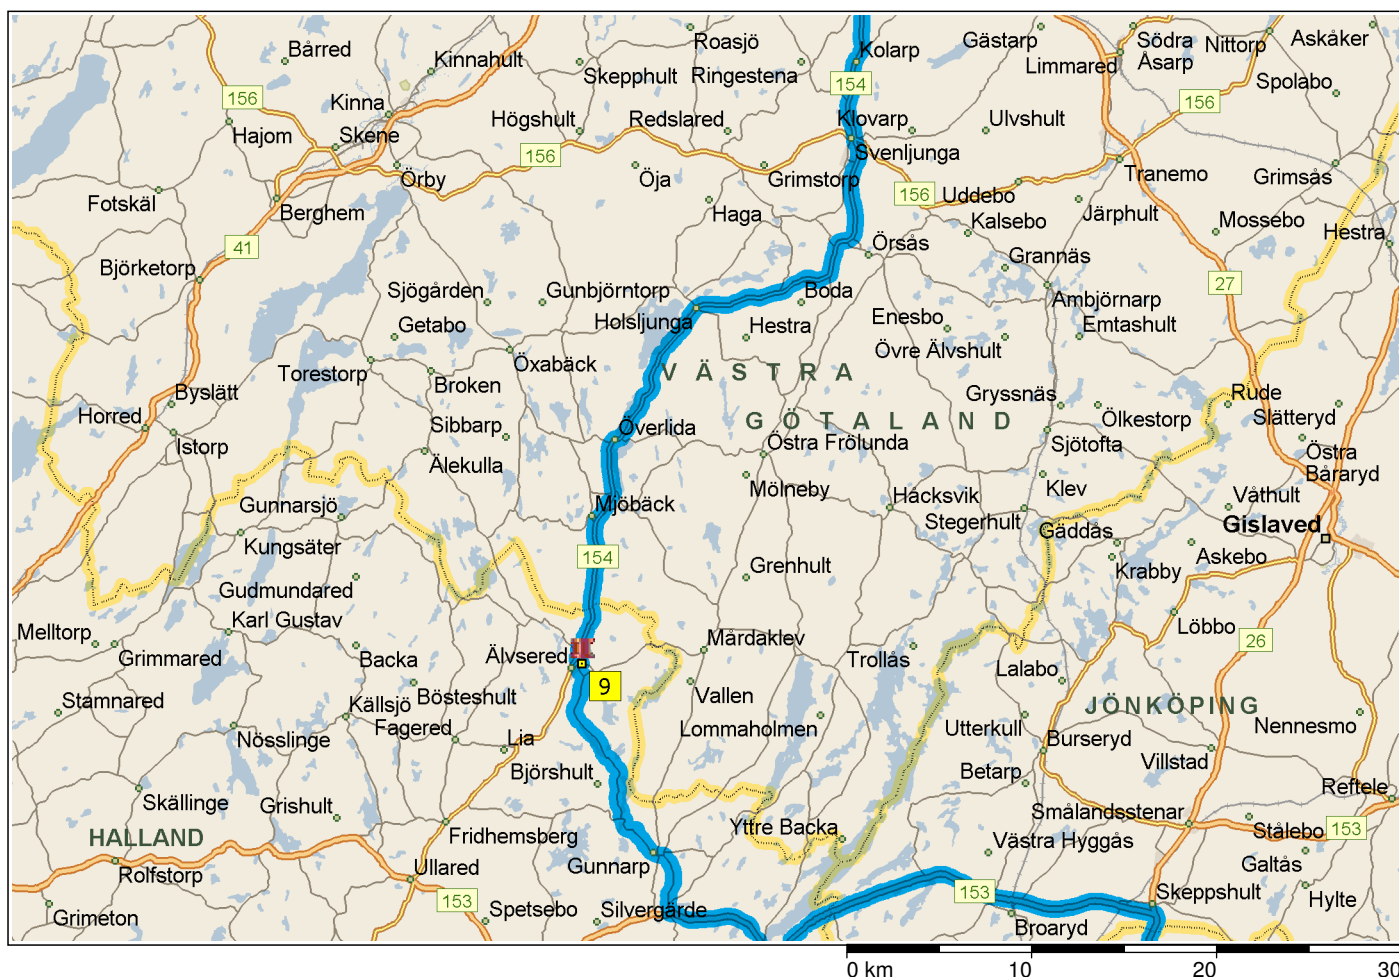 Bårred
Kinnahult
Roasjö
Kolarp
Gästarp
Södra
Åsarp
Nittorp
Askåker
Skepphult
Ringestena
154
Limmared
Spolabo
156
Kinna
156
Hajom
Skene
Högshult
Redslared
Klovarp
Ulvshult
156
Svenljunga
Örby
Öja
Grimstorp
Tranemo
Grimsås
Fotskäl
Berghem
Haga
156
Uddebo
Järphult
Kalsebo
Mossebo
Hestra
41
Örsås
Grannäs
Björketorp
27
Sjögården
Gunbjörntorp
Boda
Ambjörnarp
Holsljunga
Hestra
Enesbo
Emtashult
Getabo
Övre Älvshult
Öxabäck
Torestorp
VÄSTRA
Broken
Byslätt
Gryssnäs
Rude
Horred
Sibbarp
Överlida
GÖTALAND
Ölkestorp
Slätteryd
Istorp
Östra Frölunda
Sjötofta
Östra
Bäraryd
Älekulla
Mölneby
Klev
Gunnarsjö
Mjöbäck
Håcksvik
Våthult
Stegerhult
Gislaved
Kungsäter
Gäddås
154
Askebo
Grenhult
Krabby
Gudmundared
Karl Gustav
Löbbo
Melltorp
Mårdaklev
26
Grimmared
Backa
Älvsered
Trollås
Lalabo
9
Stamnared
Bösteshult
Vallen
Källsjö
JÖNKÖPING
Fagered
Lommaholmen
Utterkull
Nennesmo
Nösslinge
Lia
Burseryd
Villstad
Björshult
Betarp
Reftele
Skällinge
Grishult
Smålandsstenar
HALLAND
Fridhemsberg
Yttre Backa
Västra Hyggås
Stålebo
153
Rolfstorp
Ullared
Gunnarp
Galtås
153
153
Skeppshult
Hylte
Grimeton
Spetsebo
Silvergärde
Broaryd
0 km
10
20
30